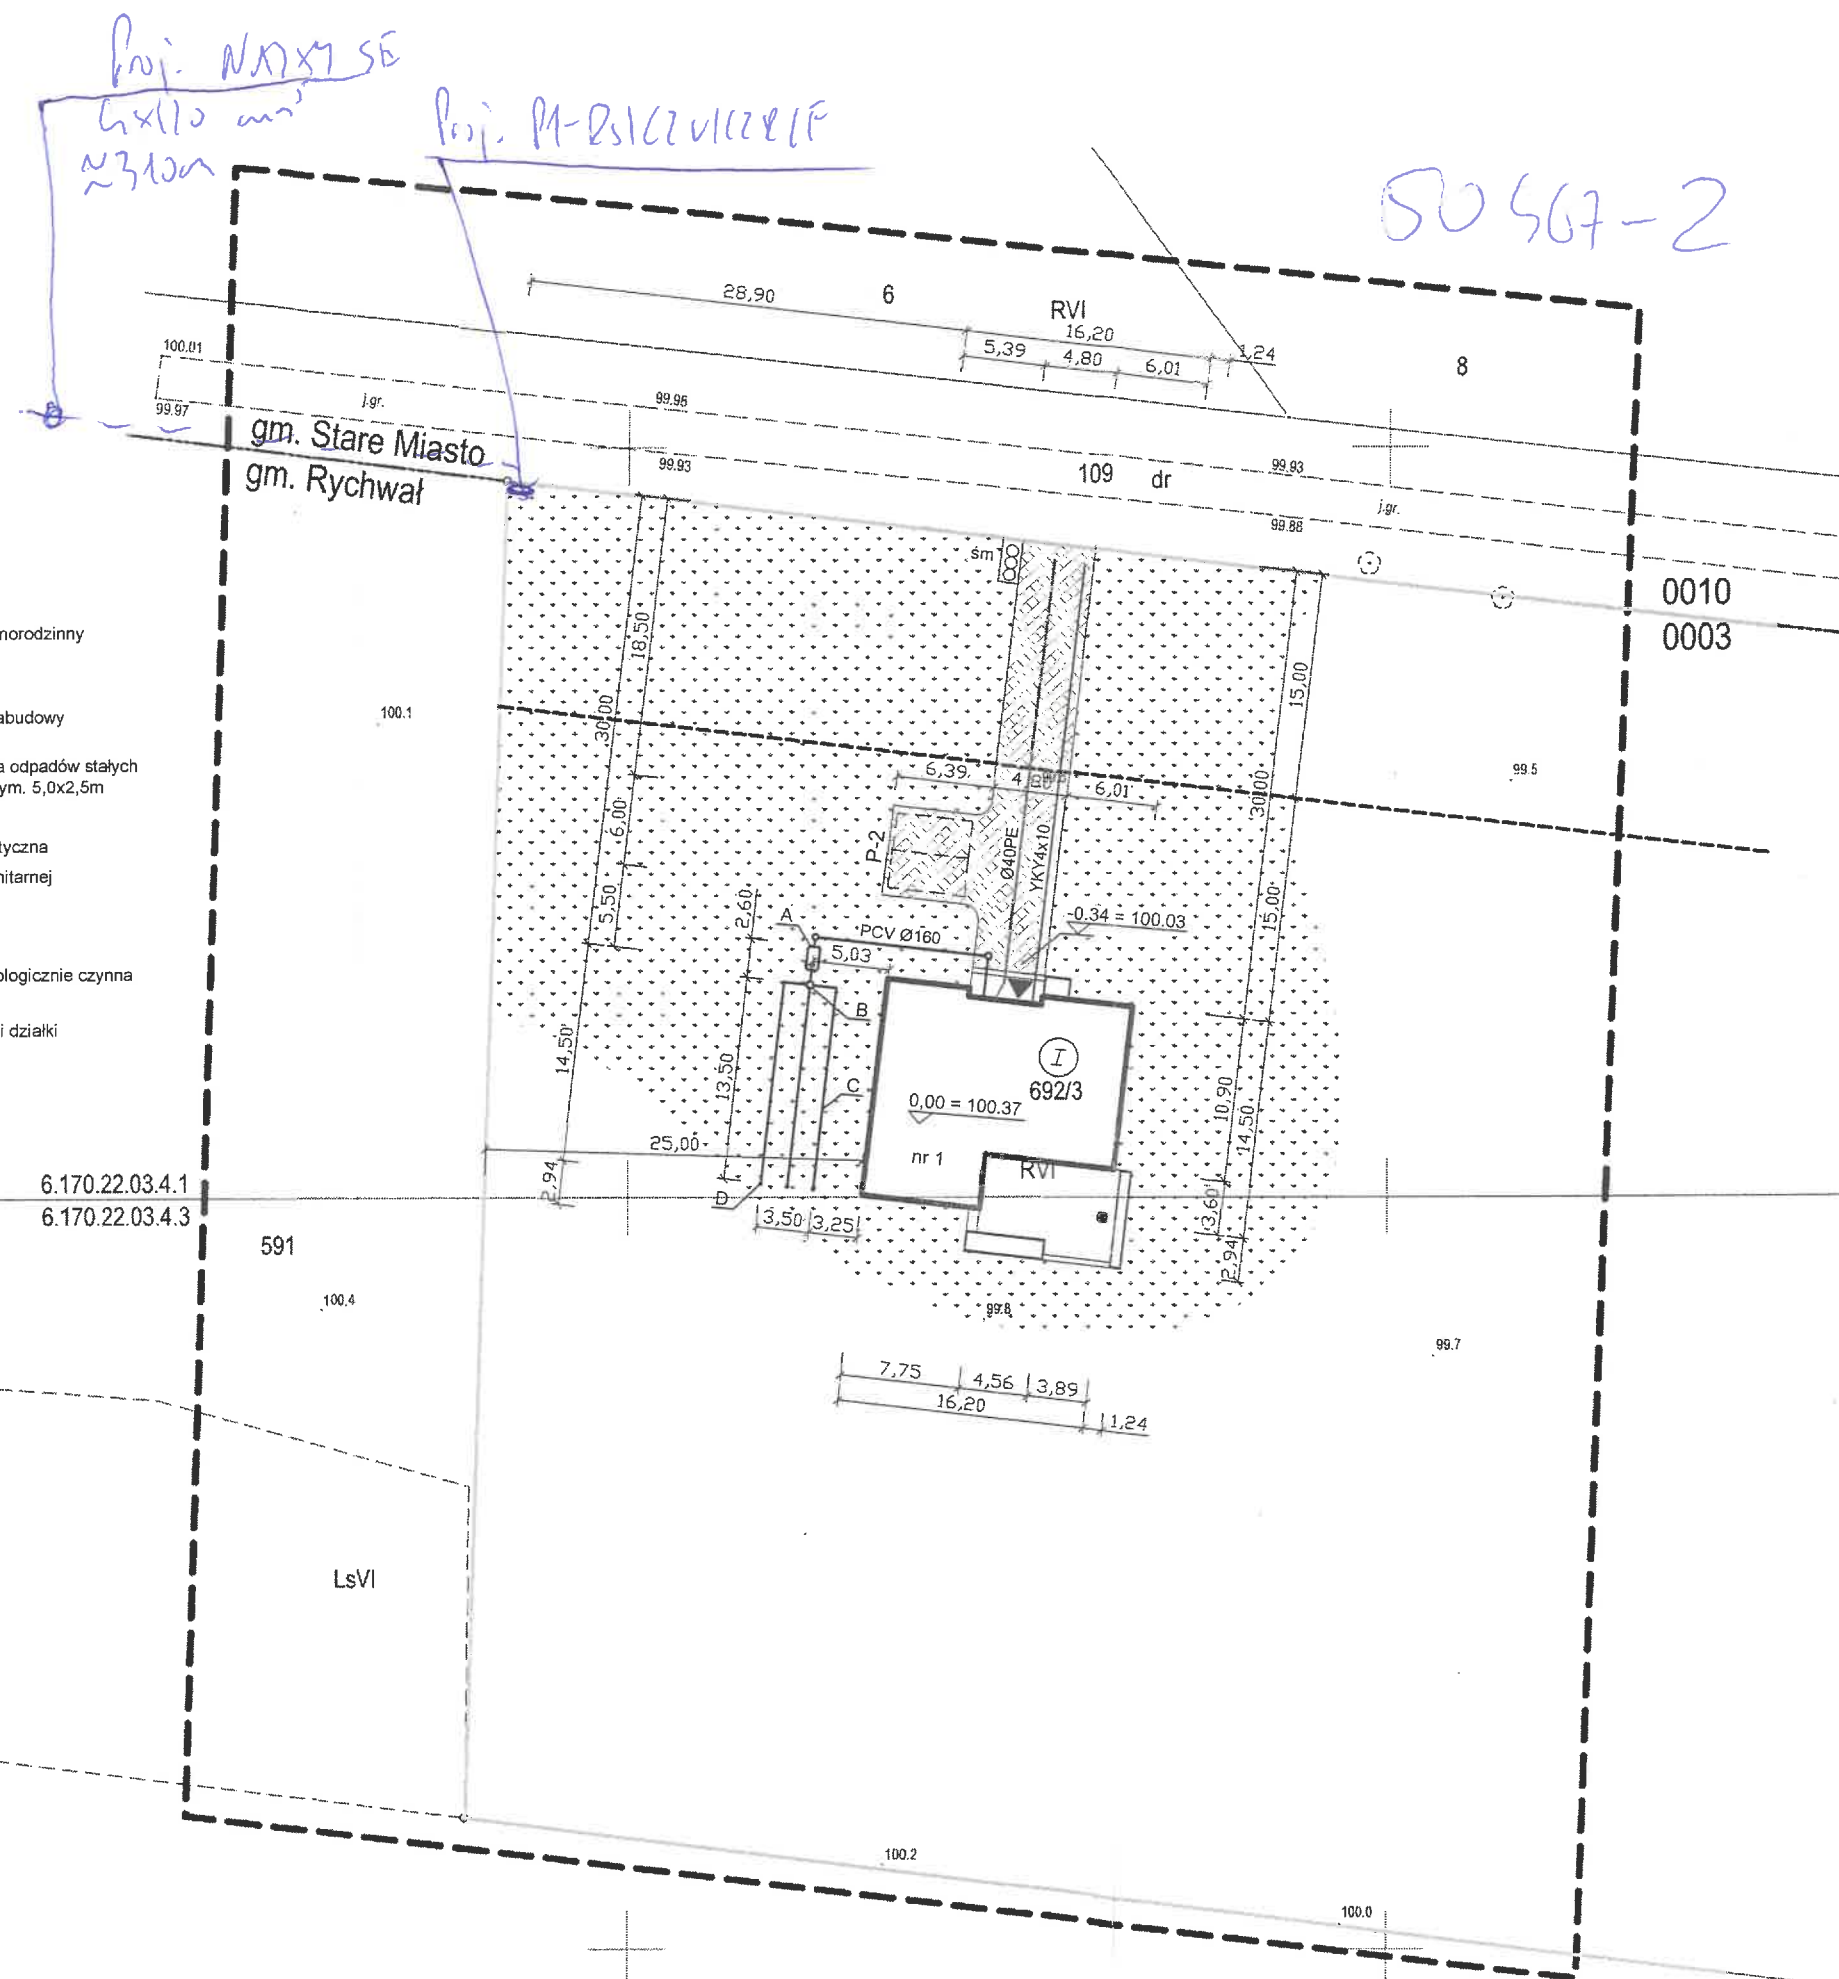 Proj. NA2XY SE
4x110 mm²
≈310m
Proj. P1-RS/LZV/LZR/F
50467-2
28,90
6
RVI
16,20
5,39
4,80
6,01
1,24
8
100.01
99.97
j.gr.
99.95
gm. Stare Miasto
gm. Rychwał
99.93
109 dr
99.93
j.gr.
99.88
śm
0010
0003
norodzinny
18,50
15,00
100.1
abudowy
30,00
a odpadów stałych
ym. 5,0x2,5m
99.5
6,39
6,01
30,00
6,00
P-2
Ø40PE
YKY4x10
tyczna
nitarnej
5,50
2,60
A
PCV Ø160
-0.34 = 100.03
15,00
5,03
ologicznie czynna
B
i działki
14,50
13,50
C
I
692/3
0,00 = 100.37
10,90
14,50
25,00
nr 1
RVI
2,94
D
6.170.22.03.4.1
6.170.22.03.4.3
3,50
3,25
3,60
2,94
591
100.4
99.8
99.7
7,75
4,56
3,89
16,20
1,24
LsVI
100.2
100.0